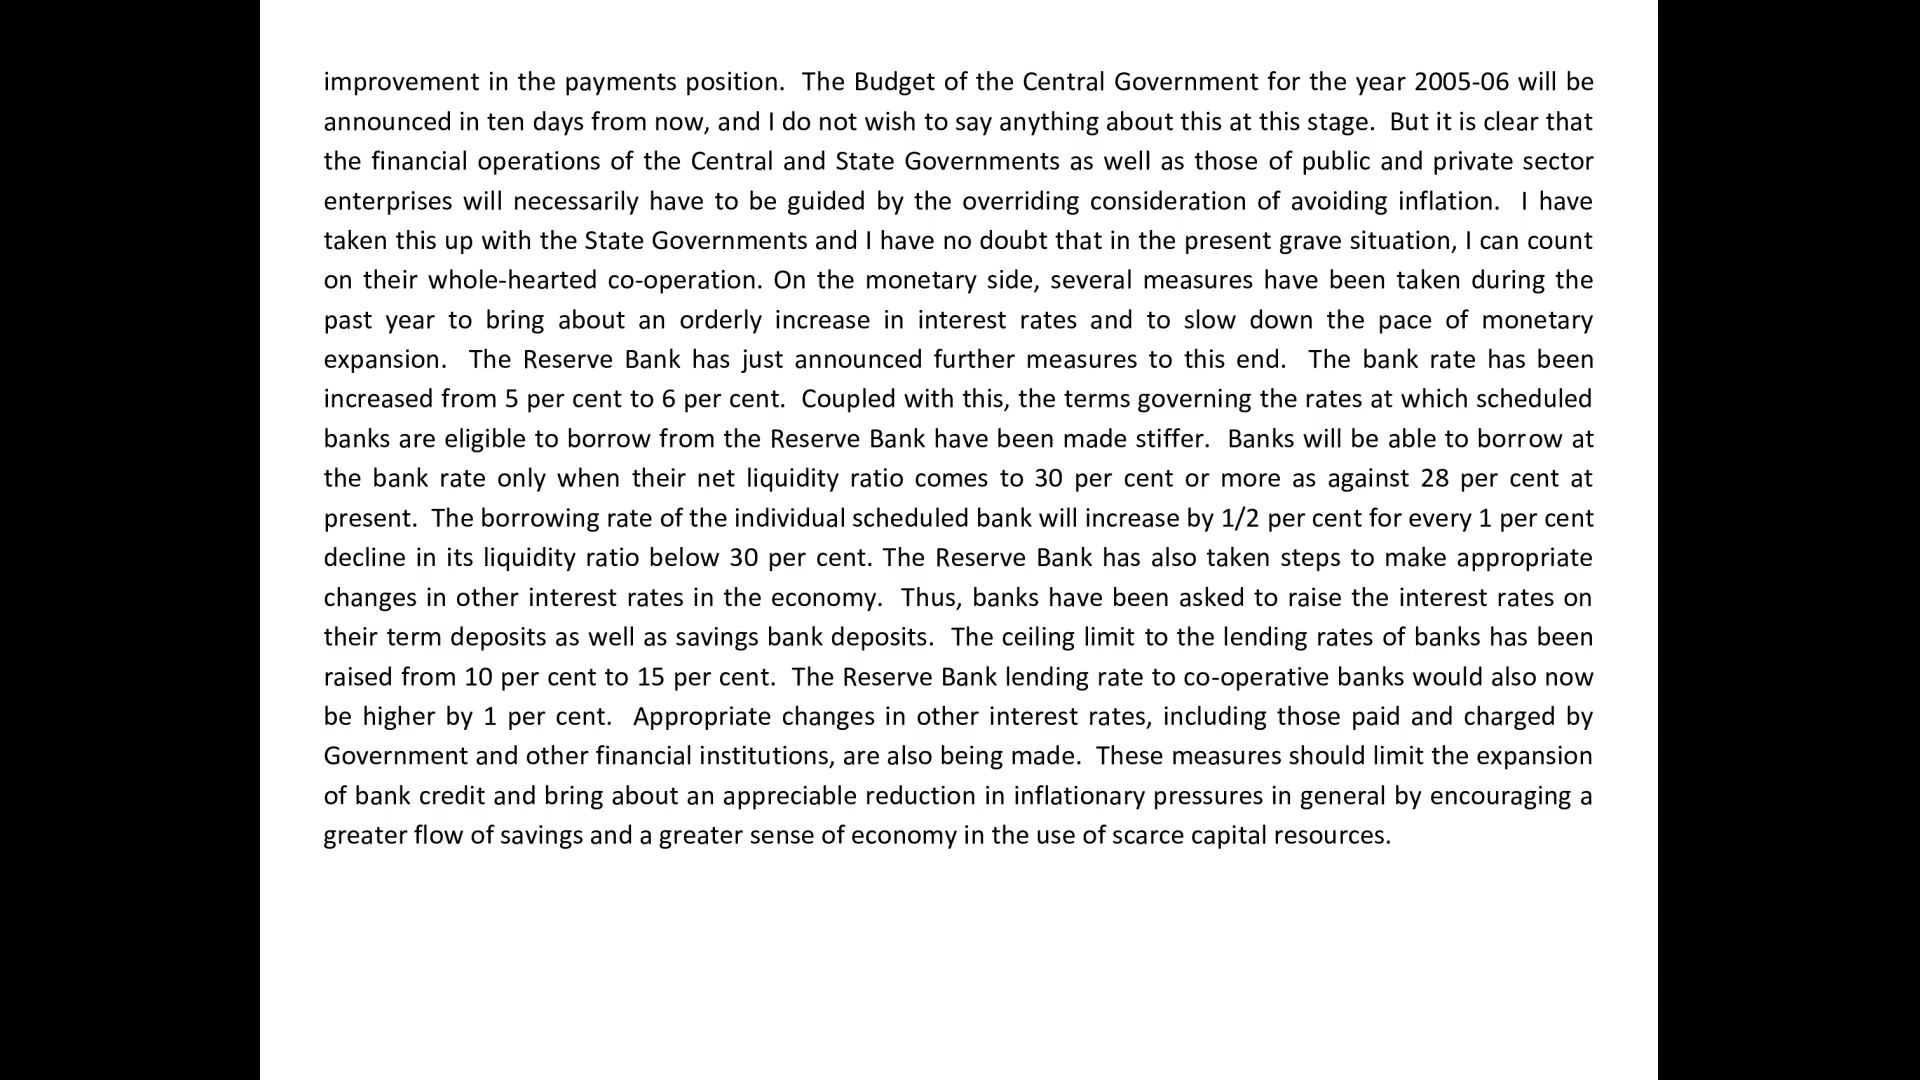 improvement in the payments position.  The Budget of the Central Government for the year 2005-06 will be
announced in ten days from now, and I do not wish to say anything about this at this stage.  But it is clear that
the financial operations of the Central and State Governments as well as those of public and private sector
enterprises will necessarily have to be guided by the overriding consideration of avoiding inflation.  I have
taken this up with the State Governments and I have no doubt that in the present grave situation, I can count
on their whole-hearted co-operation. On the monetary side, several measures have been taken during the
past year to bring about an orderly increase in interest rates and to slow down the pace of monetary
expansion.  The Reserve Bank has just announced further measures to this end.  The bank rate has been
increased from 5 per cent to 6 per cent.  Coupled with this, the terms governing the rates at which scheduled
banks are eligible to borrow from the Reserve Bank have been made stiffer.  Banks will be able to borrow at
the bank rate only when their net liquidity ratio comes to 30 per cent or more as against 28 per cent at
present.  The borrowing rate of the individual scheduled bank will increase by 1/2 per cent for every 1 per cent
decline in its liquidity ratio below 30 per cent. The Reserve Bank has also taken steps to make appropriate
changes in other interest rates in the economy.  Thus, banks have been asked to raise the interest rates on
their term deposits as well as savings bank deposits.  The ceiling limit to the lending rates of banks has been
raised from 10 per cent to 15 per cent.  The Reserve Bank lending rate to co-operative banks would also now
be higher by 1 per cent.  Appropriate changes in other interest rates, including those paid and charged by
Government and other financial institutions, are also being made.  These measures should limit the expansion
of bank credit and bring about an appreciable reduction in inflationary pressures in general by encouraging a
greater flow of savings and a greater sense of economy in the use of scarce capital resources.